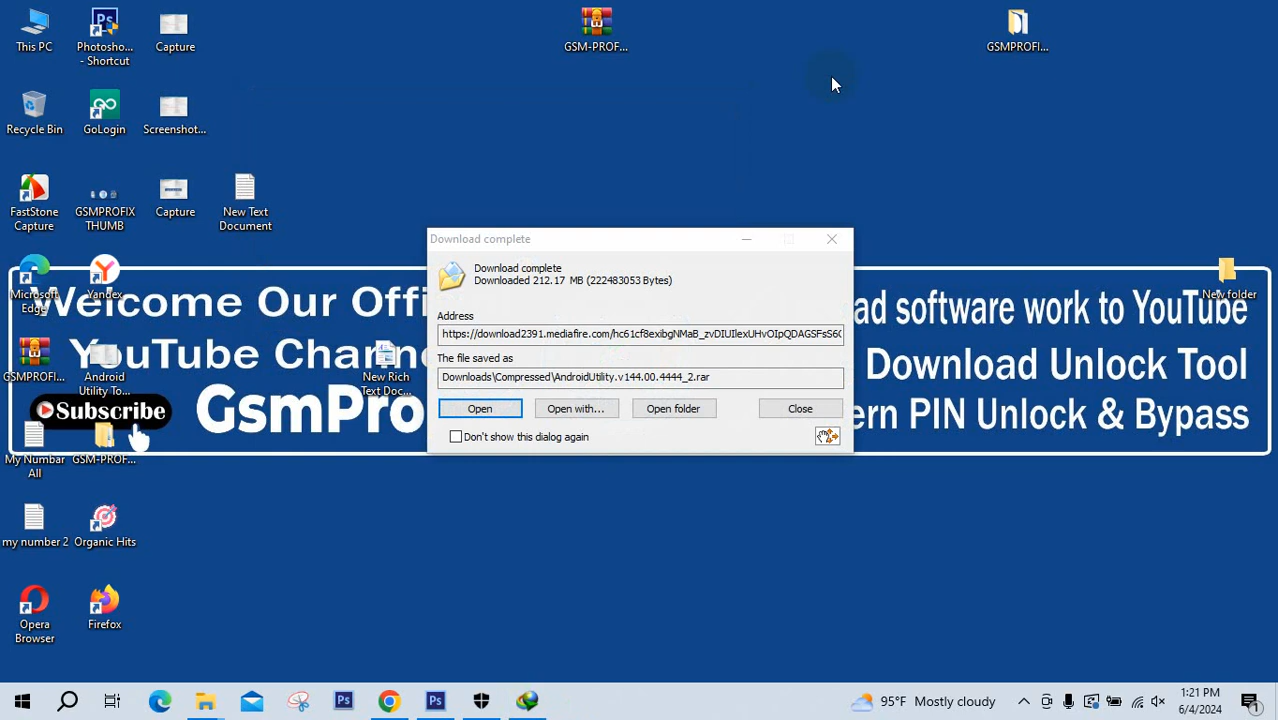 This PC
Photosho...
- Shortcut
Capture
GSM-PROF...
GSMPROFI...
Recycle Bin
GoLogin
Screenshot...
FastStone
Capture
GSMPROFIX
THUMB
Capture
New Text
Document
Download complete
Download complete
Downloaded 212.17 MB (222483053 Bytes)
Address
https://download2391.mediafire.com/
The file saved as
Downloads\Compressed\AndroidUtility.v144.00.4444_2.rar
Open
Open with...
Open folder
Close
Don't show this dialog again
Microsoft
Edge
Yandex
New folder
Welcome Our Offi
ad software work to YouTube
YouTube Channe
Download Unlock Tool
Subscribe
GsmPro
ern PIN Unlock & Bypass
GSMPROFI...
Android
Utility To...
New Rich
Text Doc...
My Numbar
All
GSM-PROF...
my number 2
Organic Hits
Opera
Browser
Firefox
95°F Mostly cloudy
1:21 PM
6/4/2024
1